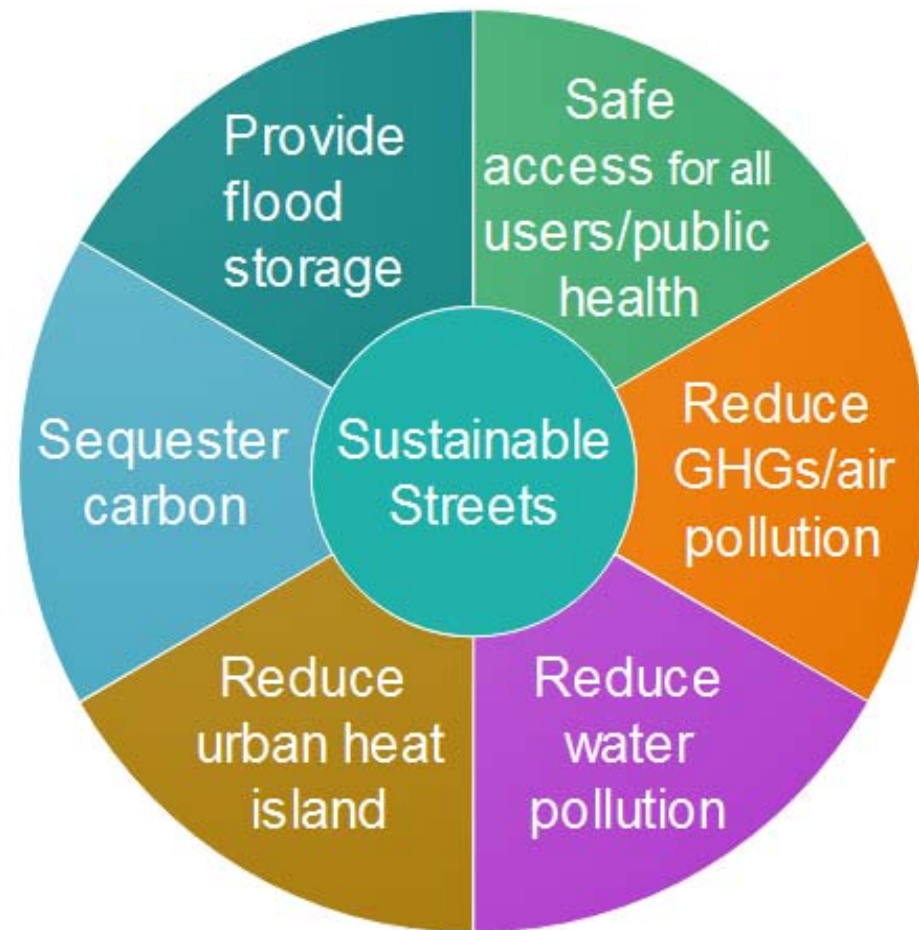 Safe
access for all
users/public
health
Reduce
GHGs/air
pollution
Reduce
water
pollution
Reduce
urban heat
island
Sequester
carbon
Provide
flood
storage
Sustainable
Streets